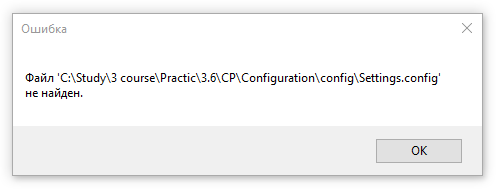 Ошибка
Файл 'C:\Study\3 course\Practic\3.6\CP\Configuration\config\Settings.config'
не найден.
OK